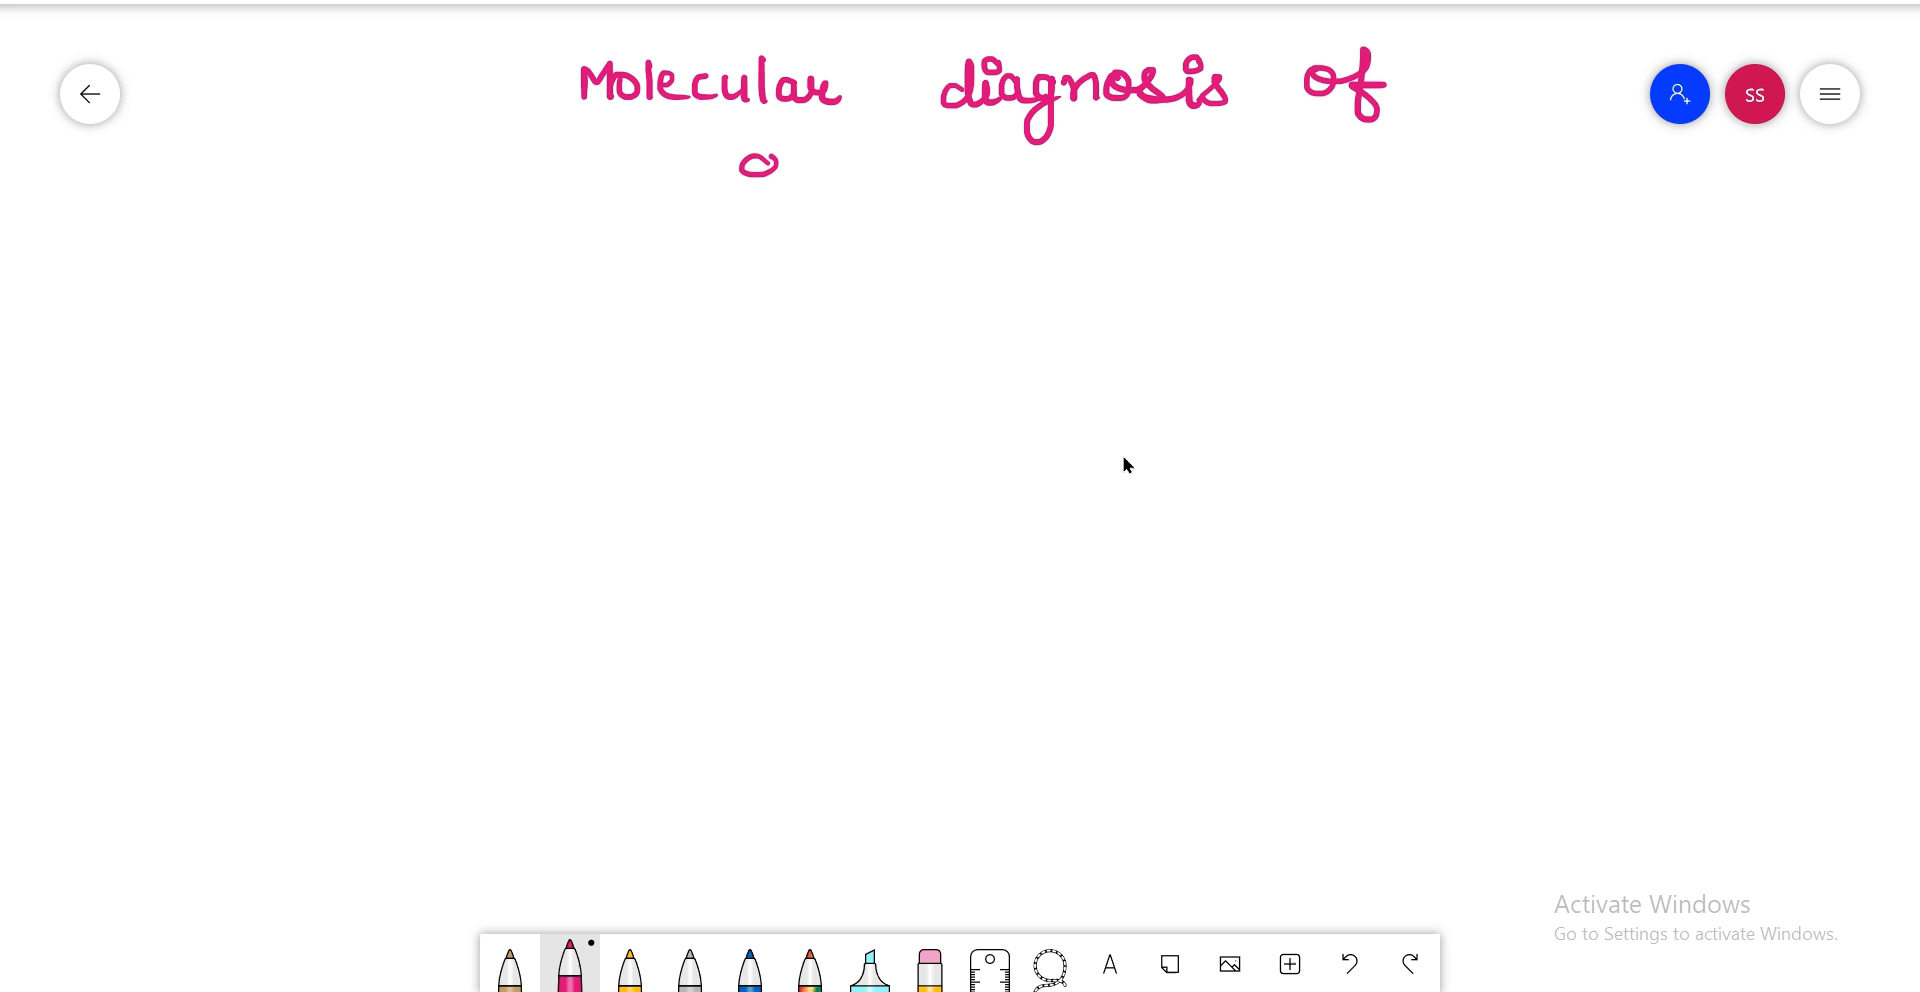 Molecular diagnosis of
o
SS
A
Activate Windows
Go to Settings to activate Windows.